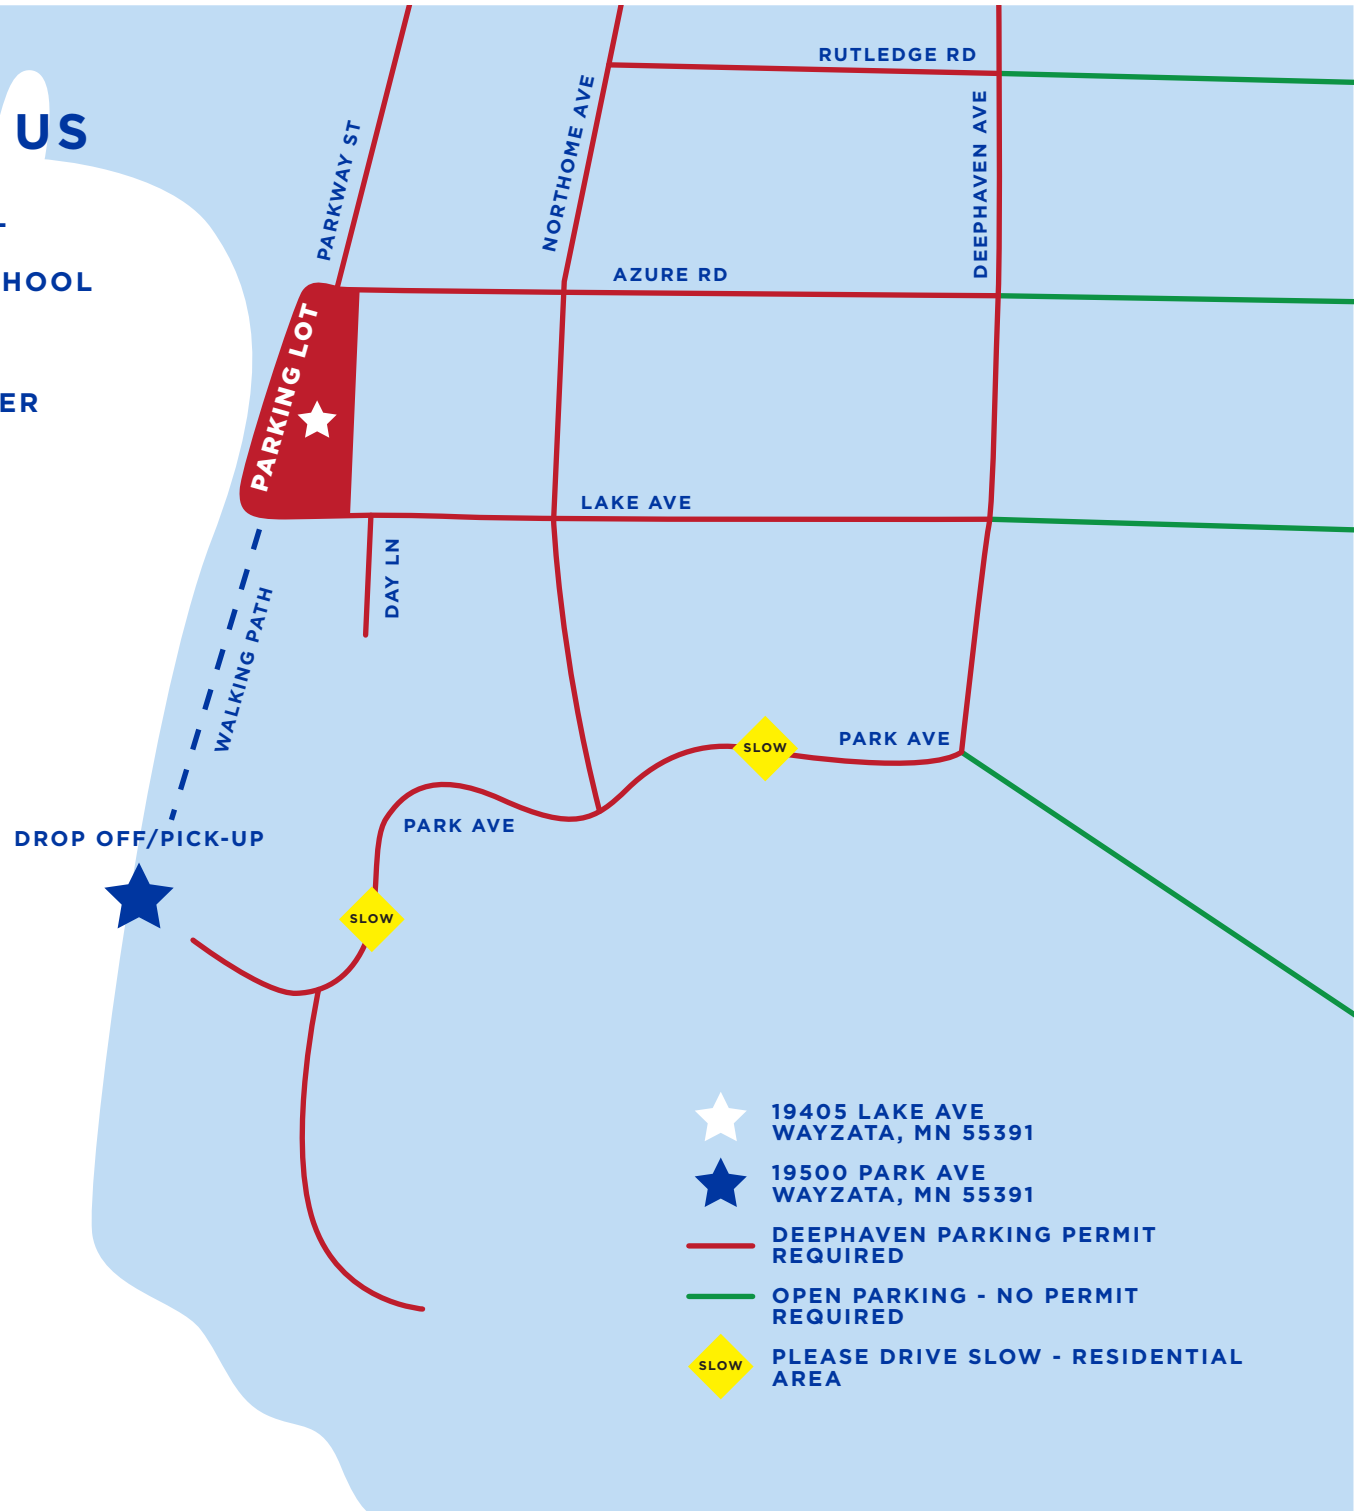 RUTLEDGE RD
DEEPHAVEN AVE
NORTHOME AVE
PARKWAY ST
US
HOOL
ER
AZURE RD
PARKING LOT
LAKE AVE
DAY LN
WALKING PATH
SLOW
PARK AVE
PARK AVE
DROP OFF/PICK-UP
SLOW
19405 LAKE AVE
WAYZATA, MN 55391
19500 PARK AVE
WAYZATA, MN 55391
DEEPHAVEN PARKING PERMIT
REQUIRED
OPEN PARKING - NO PERMIT
REQUIRED
SLOW
PLEASE DRIVE SLOW - RESIDENTIAL
AREA